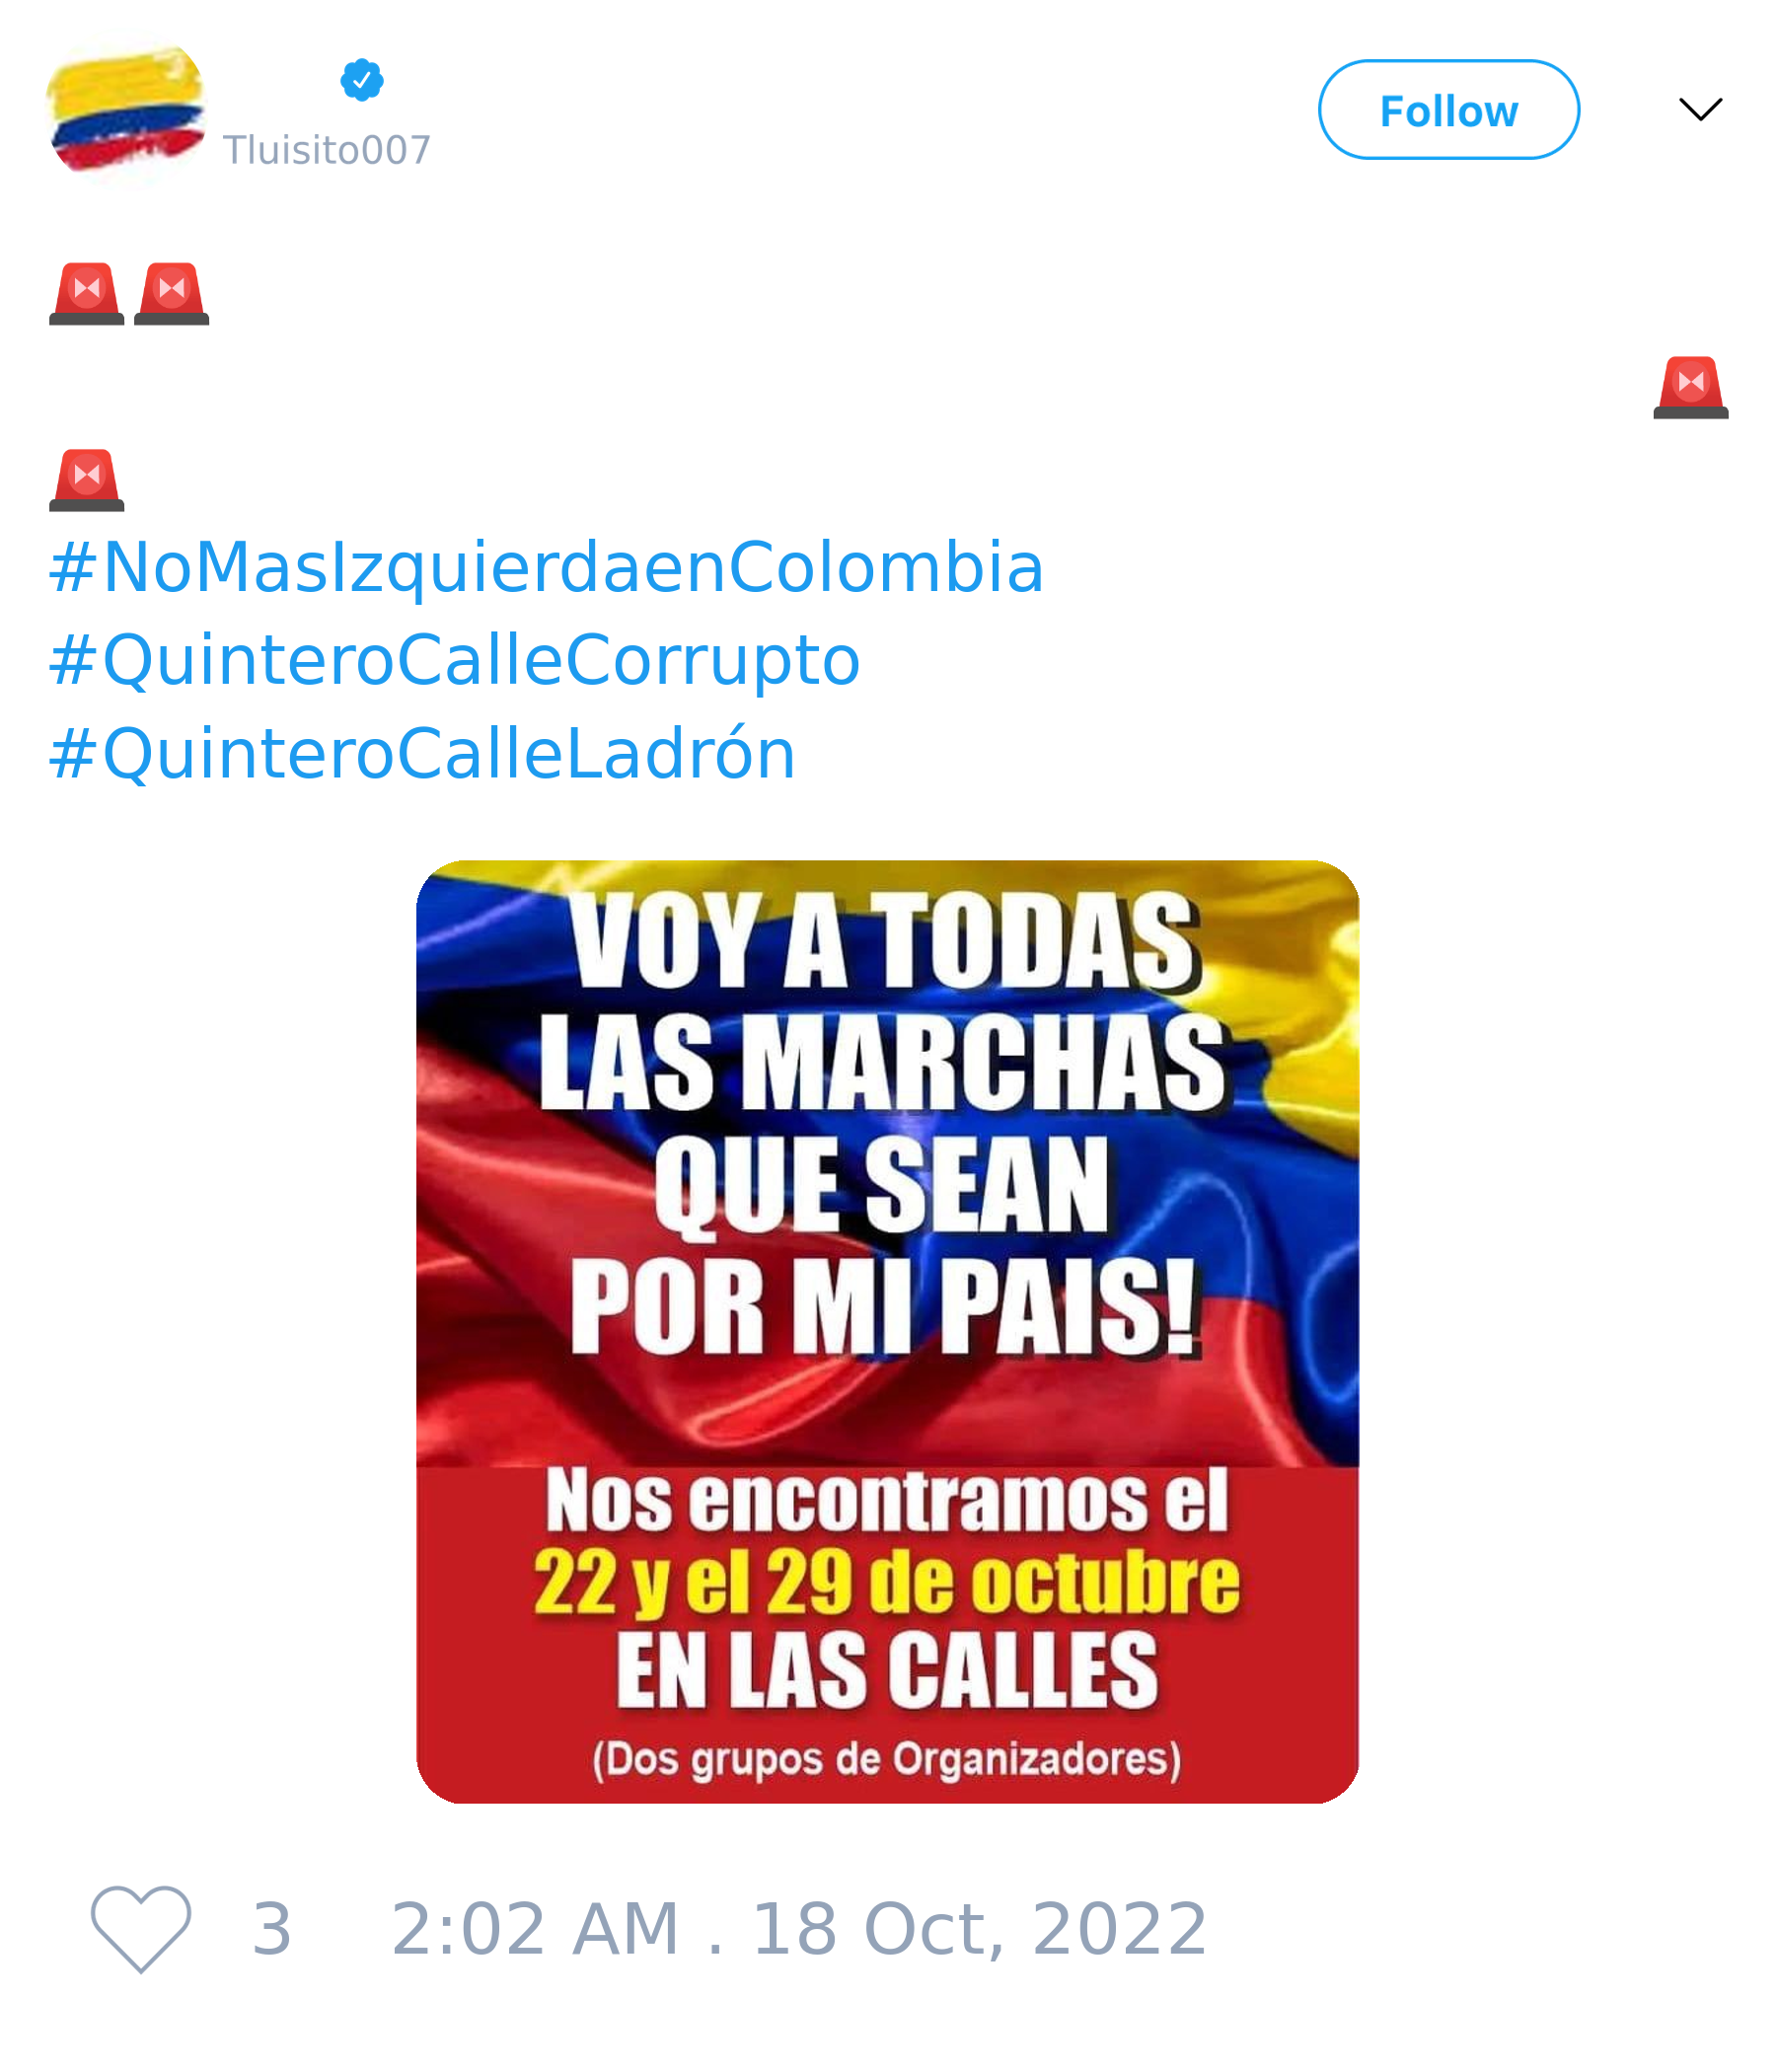 Tluisito007
Follow
🚨🚨
🚨
🚨
#NoMasIzquierdaenColombia
#QuinteroCalleCorrupto
#QuinteroCalleLadrón
VOY A TODAS
LAS MARCHAS
QUE SEAN
POR MI PAIS!
Nos encontramos el
22 y el 29 de octubre
EN LAS CALLES
(Dos grupos de Organizadores)
3 2:02 AM . 18 Oct, 2022